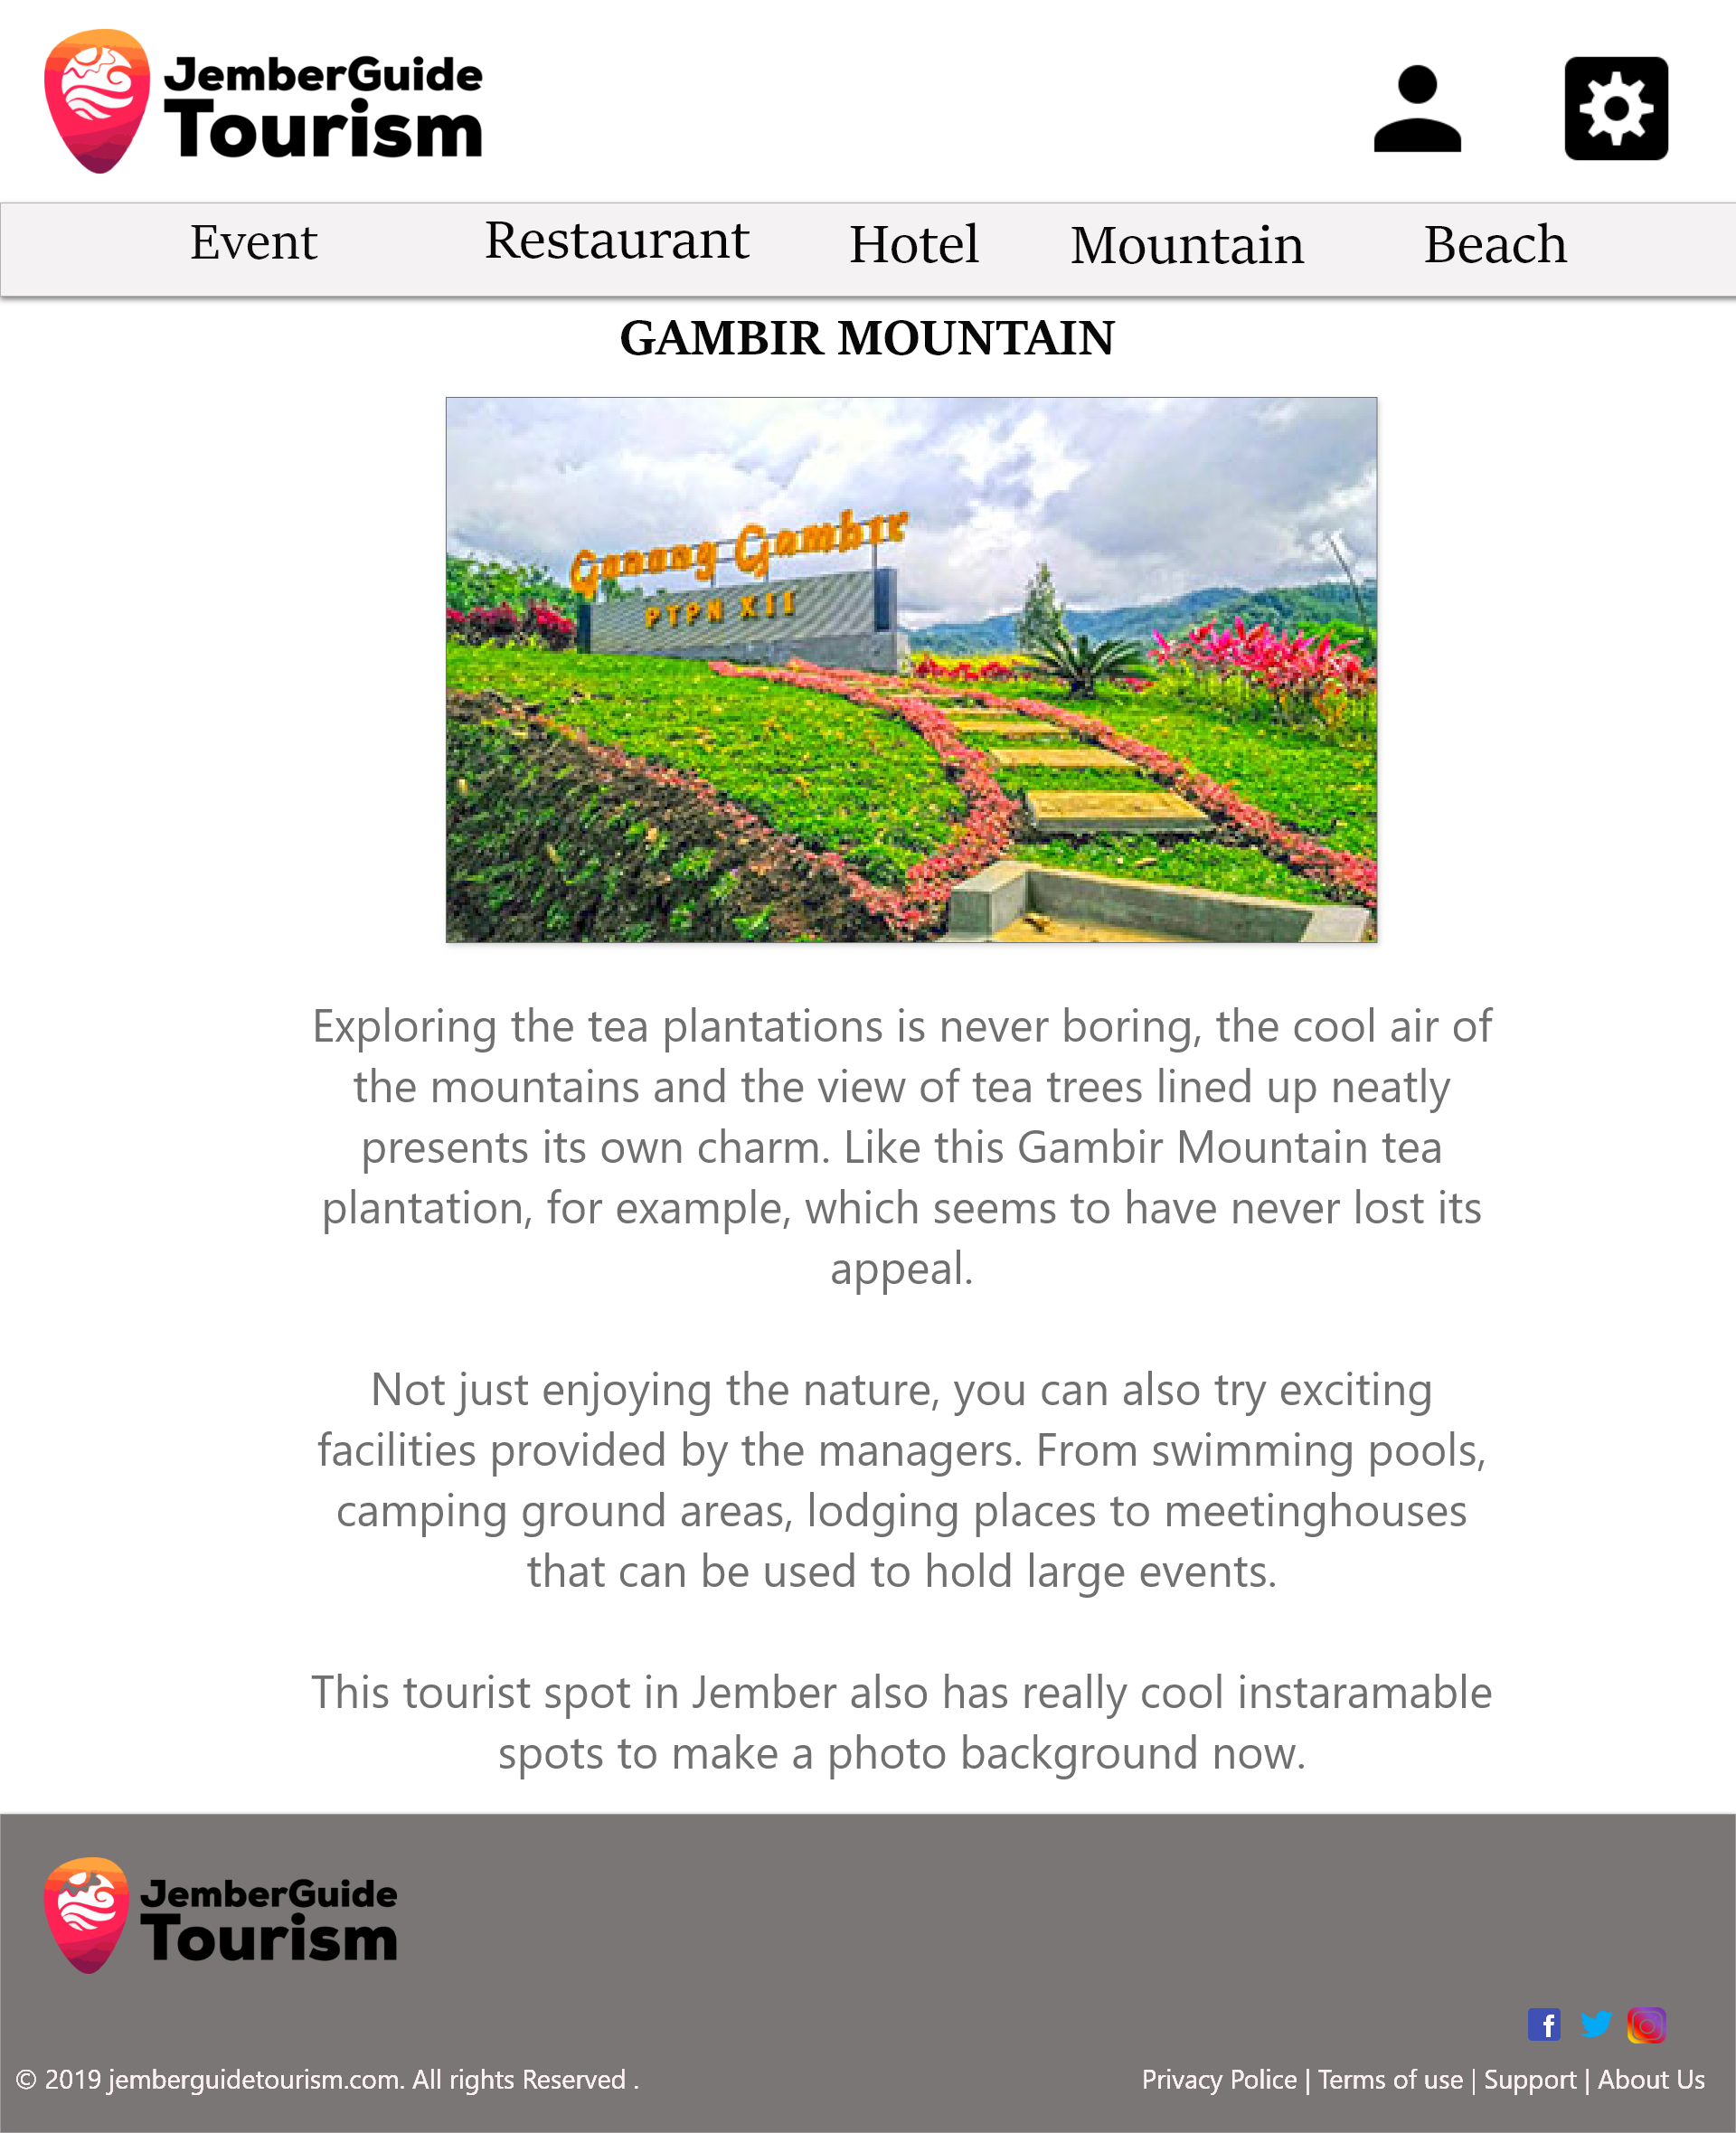 JemberGuide
Tourism
Event Restaurant Hotel Mountain Beach
GAMBIR MOUNTAIN
Gunung Gambir
PTPN XII
Exploring the tea plantations is never boring, the cool air of
the mountains and the view of tea trees lined up neatly
presents its own charm. Like this Gambir Mountain tea
plantation, for example, which seems to have never lost its
appeal.
Not just enjoying the nature, you can also try exciting
facilities provided by the managers. From swimming pools,
camping ground areas, lodging places to meetinghouses
that can be used to hold large events.
This tourist spot in Jember also has really cool instaramable
spots to make a photo background now.
JemberGuide
Tourism
© 2019 jemberguidetourism.com. All rights Reserved .
Privacy Police | Terms of use | Support | About Us